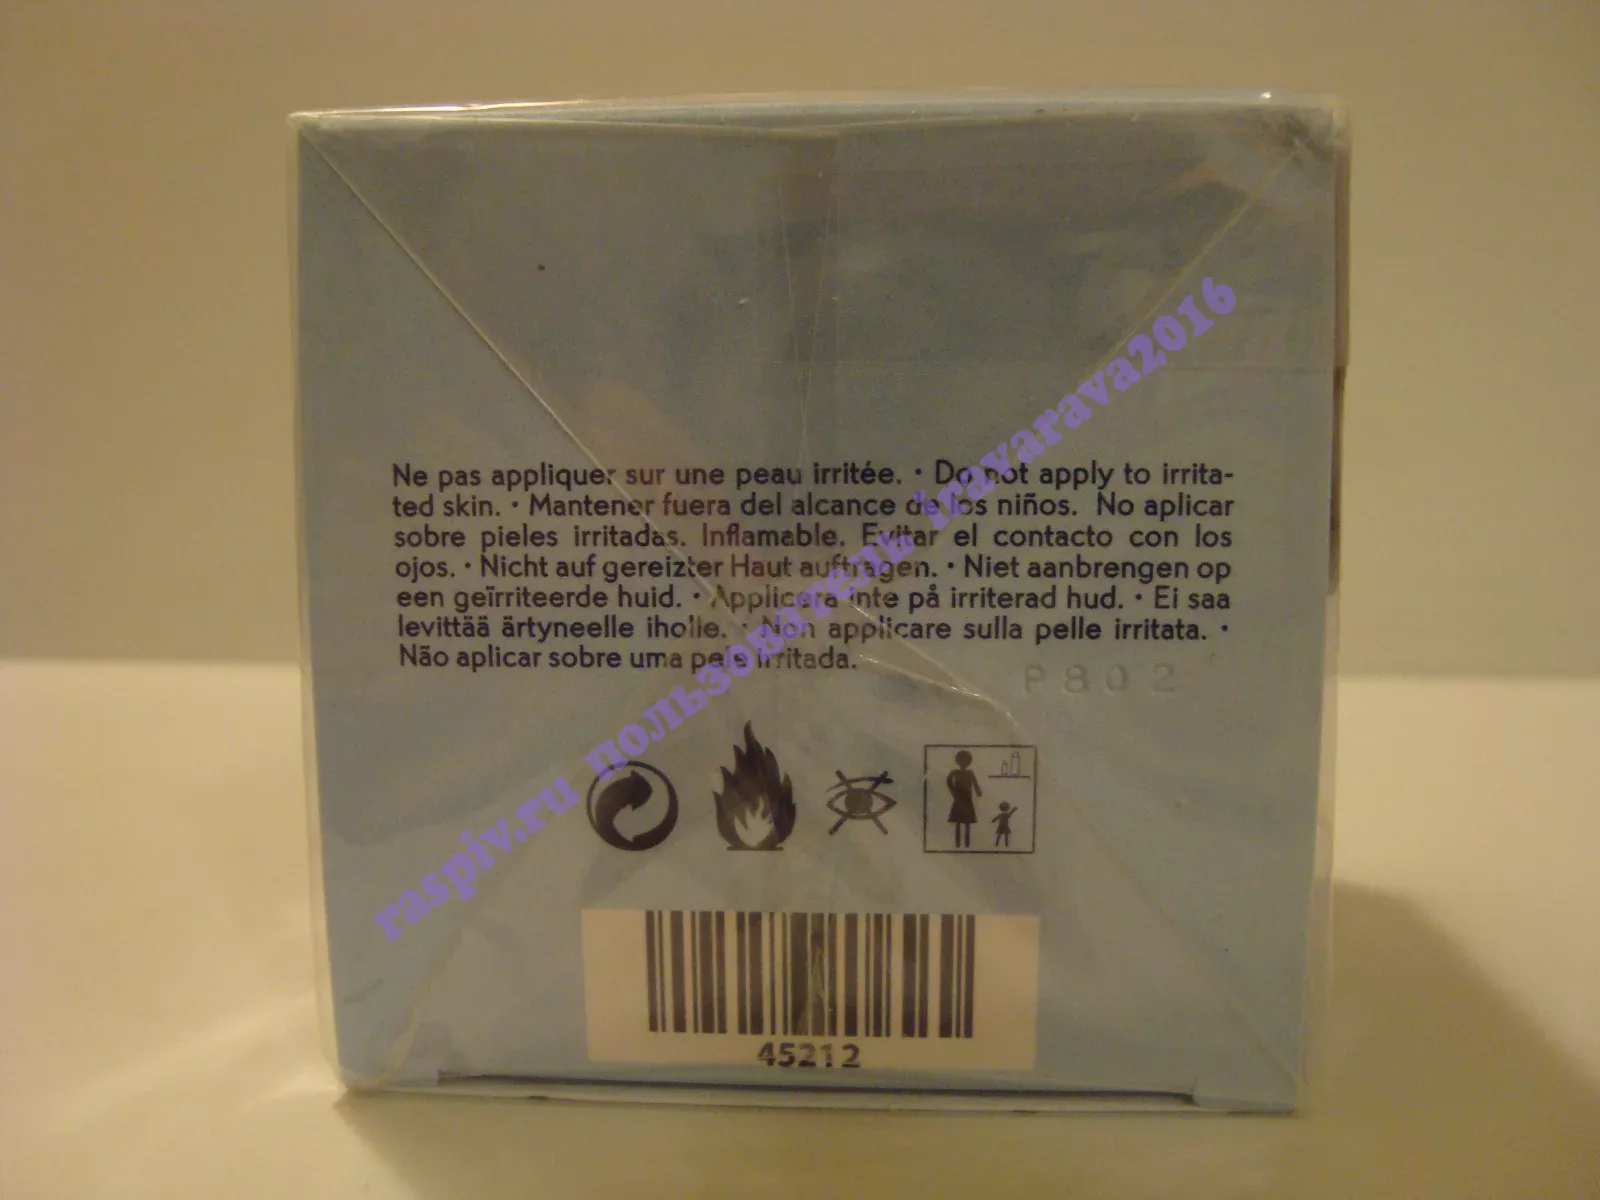 Ne pas appliquer sur une peau irritée. • Do not apply to irrita-
ted skin. • Mantener fuera del alcance de los niños. No aplicar
sobre pieles irritadas. Inflamable. Evitar el contacto con los
ojos. • Nicht auf gereizter Haut auftragen. • Niet aanbrengen op
een geïrriteerde huid. • Applicera inte på irriterad hud. • Ei saa
levittää ärtyneelle iholle. • Non applicare sulla pelle irritata. •
Não aplicar sobre uma pele irritada.
P802
45212
raspiv.ru пользователь iravarava2016